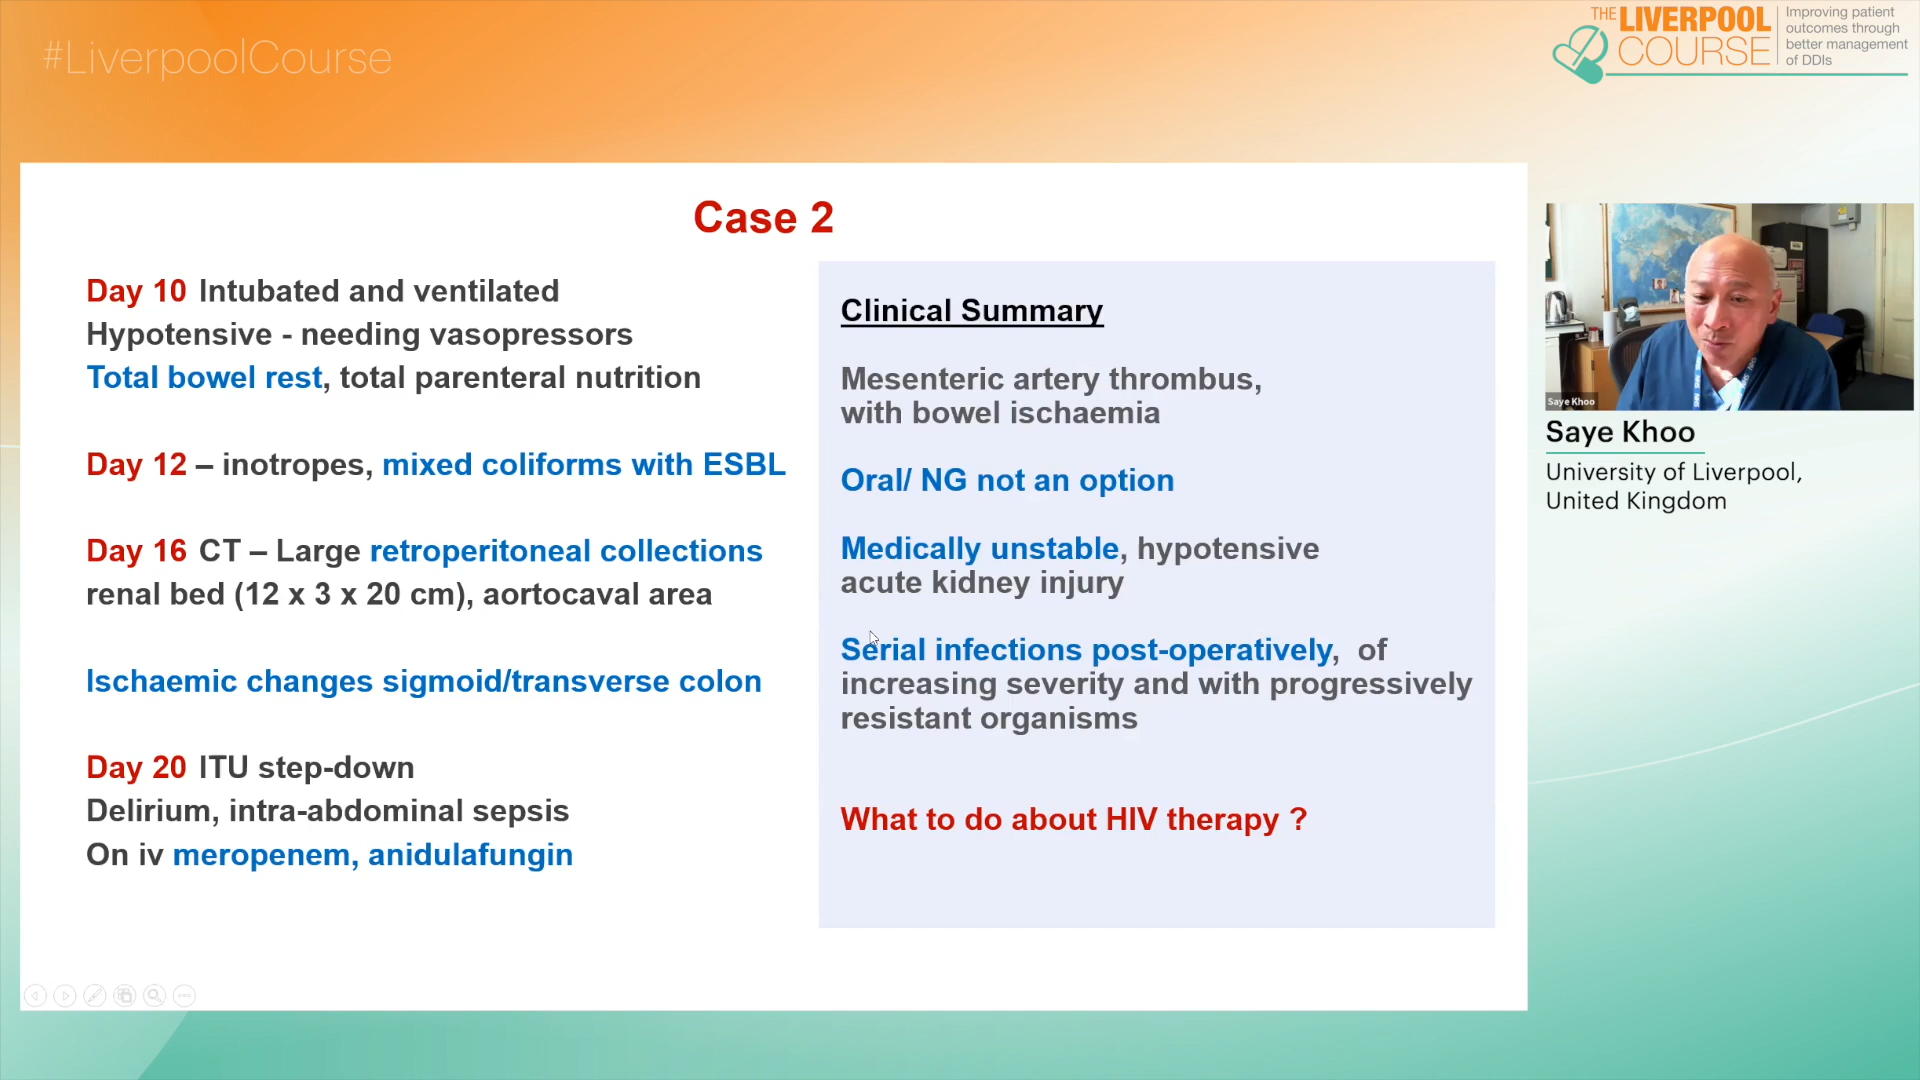 #LiverpoolCourse
THE LIVERPOOL
COURSE
Improving patient
outcomes through
better management
of DDIs
Case 2
Day 10 Intubated and ventilated
Hypotensive - needing vasopressors
Total bowel rest, total parenteral nutrition
Day 12 – inotropes, mixed coliforms with ESBL
Day 16 CT – Large retroperitoneal collections
renal bed (12 x 3 x 20 cm), aortocaval area
Ischaemic changes sigmoid/transverse colon
Day 20 ITU step-down
Delirium, intra-abdominal sepsis
On iv meropenem, anidulafungin
Clinical Summary
Mesenteric artery thrombus,
with bowel ischaemia
Oral/ NG not an option
Medically unstable, hypotensive
acute kidney injury
Serial infections post-operatively, of
increasing severity and with progressively
resistant organisms
What to do about HIV therapy ?
Saye Khoo
Saye Khoo
University of Liverpool,
United Kingdom